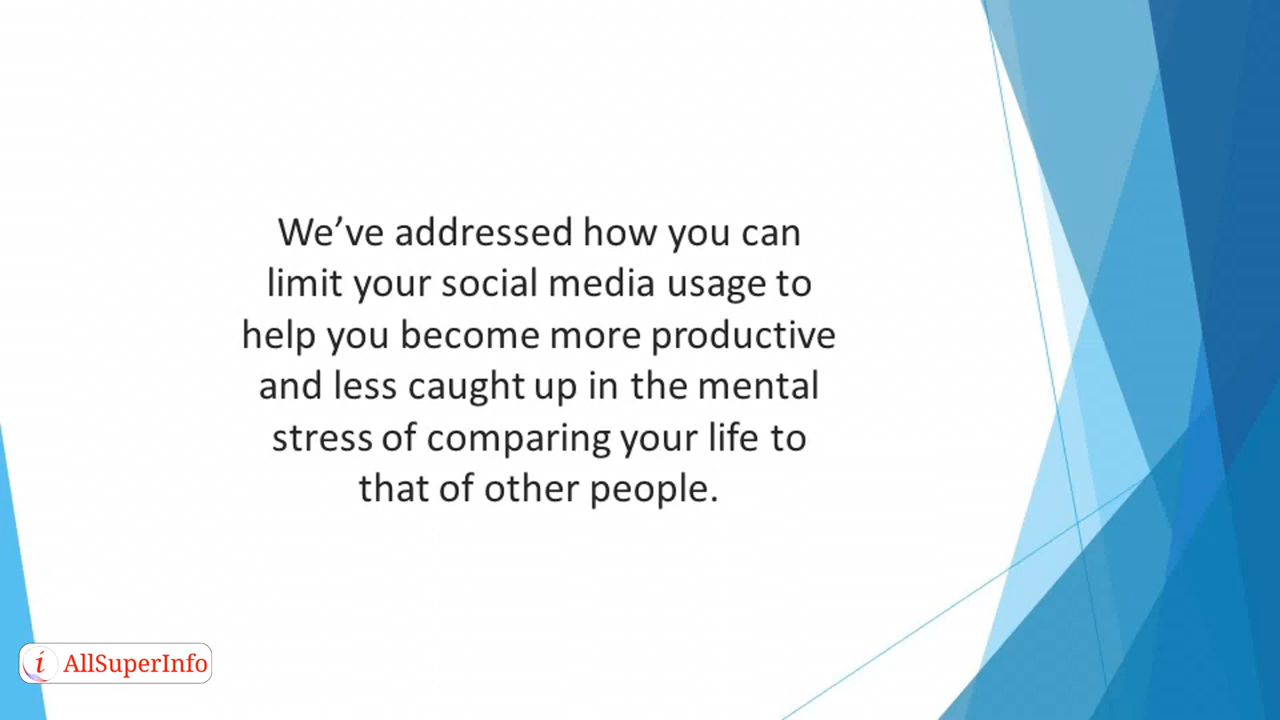 We’ve addressed how you can
limit your social media usage to
help you become more productive
and less caught up in the mental
stress of comparing your life to
that of other people.
i AllSuperInfo